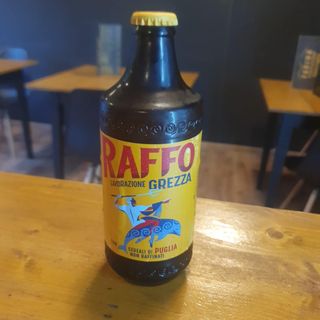 RAFFO
LAVORAZIONE GREZZA
CEREALI DI PUGLIA
NON RAFFINATI